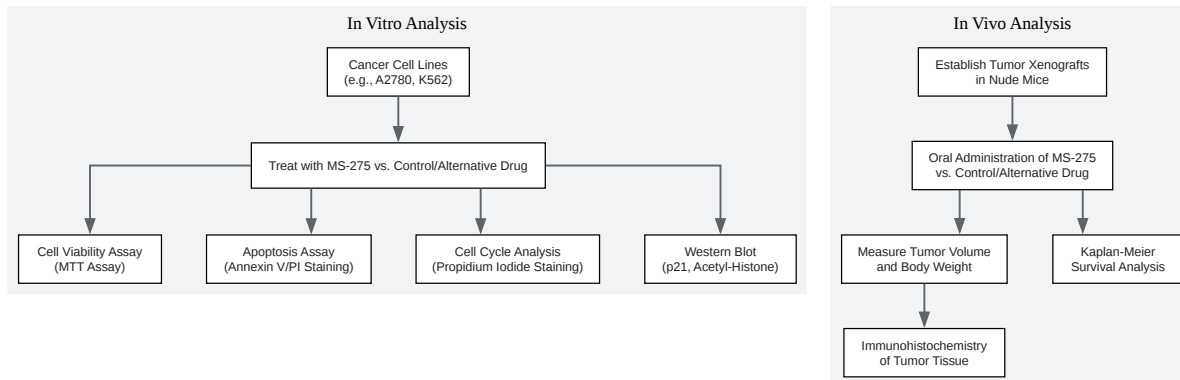 In Vitro Analysis
Cancer Cell Lines
(e.g., A2780, K562)
Treat with MS-275 vs. Control/Alternative Drug
Cell Viability Assay
(MTT Assay)
Apoptosis Assay
(Annexin V/PI Staining)
Cell Cycle Analysis
(Propidium Iodide Staining)
Western Blot
(p21, Acetyl-Histone)
In Vivo Analysis
Establish Tumor Xenografts
in Nude Mice
Oral Administration of MS-275
vs. Control/Alternative Drug
Measure Tumor Volume
and Body Weight
Kaplan-Meier
Survival Analysis
Immunohistochemistry
of Tumor Tissue